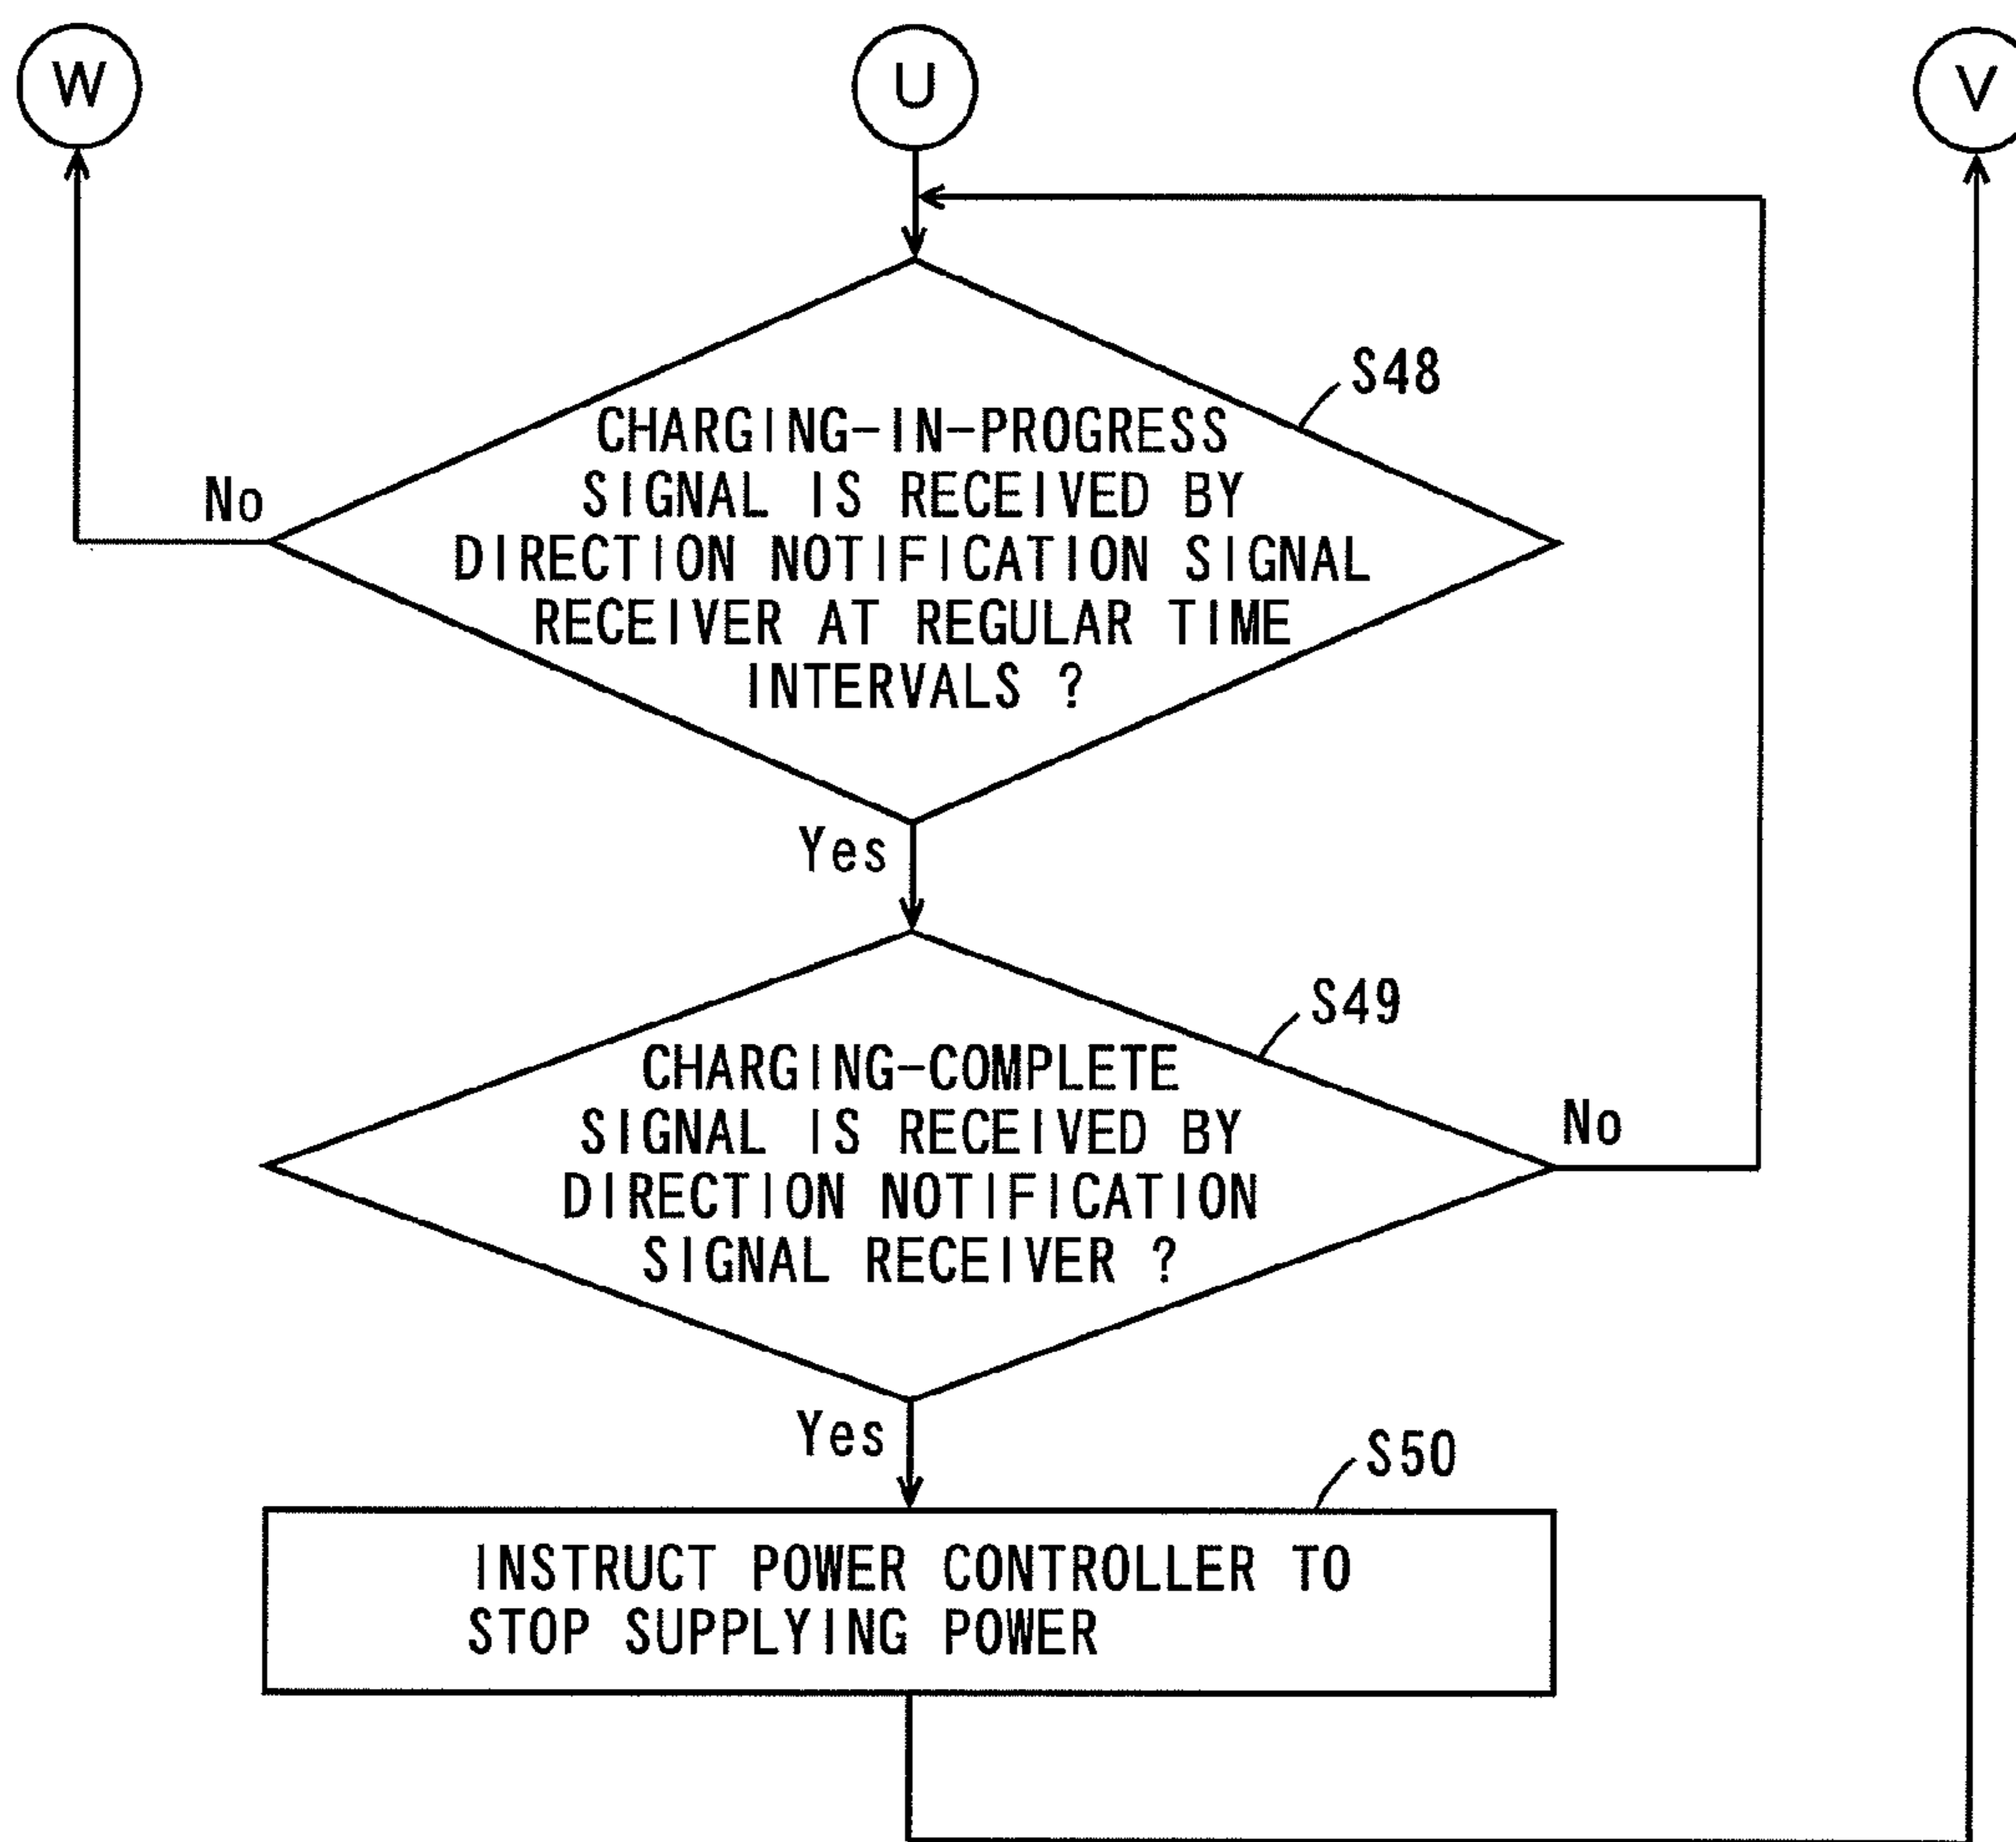 W
U
V
S48
CHARGING-IN-PROGRESS
SIGNAL IS RECEIVED BY
DIRECTION NOTIFICATION SIGNAL
RECEIVER AT REGULAR TIME
INTERVALS ?
No
Yes
S49
CHARGING-COMPLETE
SIGNAL IS RECEIVED BY
DIRECTION NOTIFICATION
SIGNAL RECEIVER ?
No
Yes
S50
INSTRUCT POWER CONTROLLER TO
STOP SUPPLYING POWER